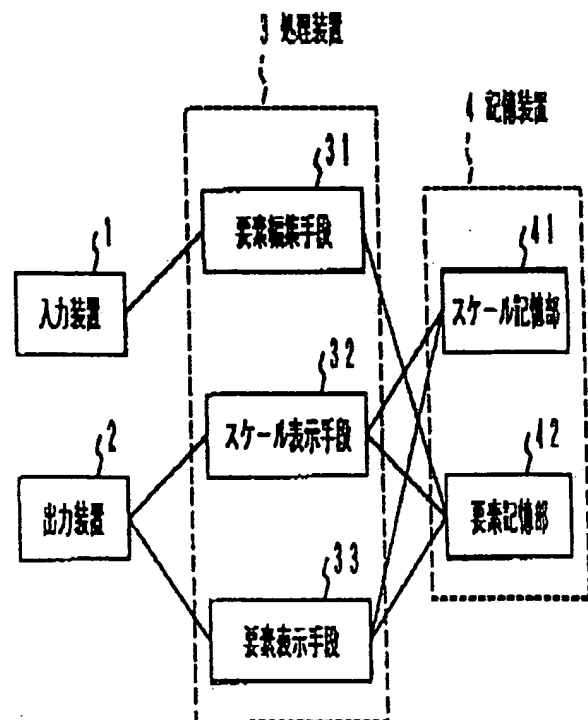 3 処理装置
4 記憶装置
31
要素編集手段
1
入力装置
41
スケール記憶部
32
スケール表示手段
2
出力装置
42
要素記憶部
33
要素表示手段